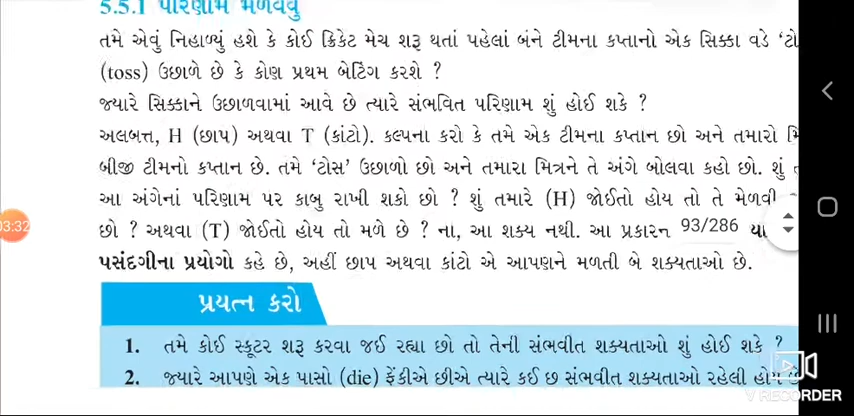 5.5.1 પરિણામ મેળવવું
તમે એવું નિહાળ્યું હશે કે કોઈ ક્રિકેટ મેચ શરૂ થતાં પહેલાં બંને ટીમના કપ્તાનો એક સિક્કા વડે ‘ટો
(toss) ઉછાળે છે કે કોણ પ્રથમ બેટિંગ કરશે ?
જ્યારે સિક્કાને ઉછાળવામાં આવે છે ત્યારે સંભવિત પરિણામ શું હોઈ શકે ?
અલબત્ત, H (છાપ) અથવા T (કાંટો). કલ્પના કરો કે તમે એક ટીમના કપ્તાન છો અને તમારો
બીજી ટીમનો કપ્તાન છે. તમે ‘ટોસ’ ઉછાળો છો અને તમારા મિત્રને તે અંગે બોલવા કહો છો. શું
આ અંગેનાં પરિણામ પર કાબુ રાખી શકો છો ? શું તમારે (H) જોઈતો હોય તો તે મેળવી
03:32
છો ? અથવા (T) જોઈતો હોય તો મળે છે ? ના, આ શક્ય નથી. આ પ્રકારન 93/286 યા
પસંદગીના પ્રયોગો કહે છે, અહીં છાપ અથવા કાંટો એ આપણને મળતી બે શક્યતાઓ છે.
પ્રયત્ન કરો
1. તમે કોઈ સ્કૂટર શરૂ કરવા જઈ રહ્યા છો તો તેની સંભવીત શક્યતાઓ શું હોઈ શકે ?
2. જ્યારે આપણે એક પાસો (die) ફેંકીએ છીએ ત્યારે કઈ છ સંભવીત શક્યતાઓ રહેલી હોય છ
V RECORDER